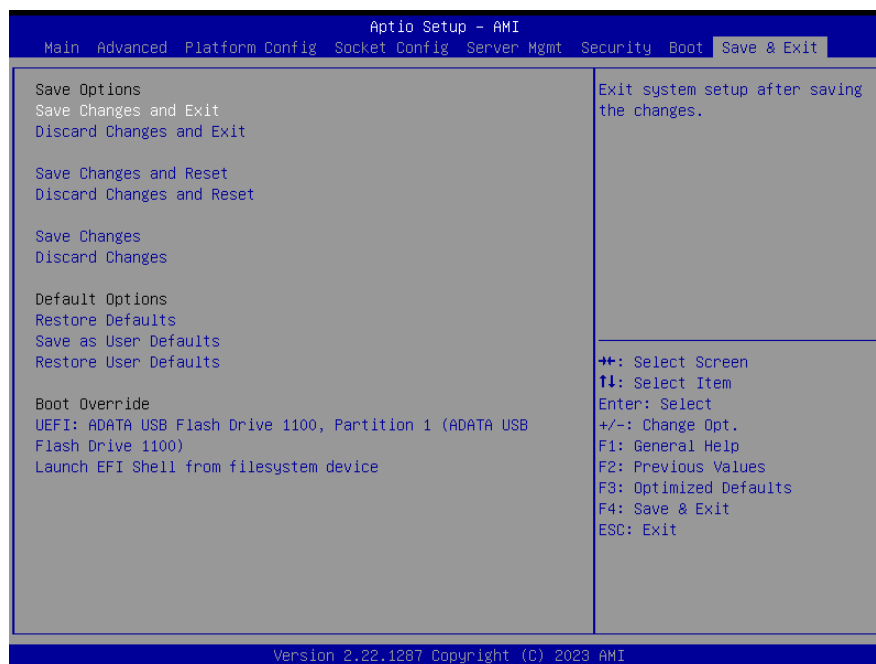 Aptio Setup – AMI
Main Advanced Platform Config Socket Config Server Mgmt Security Boot Save & Exit
Save Options
Save Changes and Exit
Discard Changes and Exit
Save Changes and Reset
Discard Changes and Reset
Save Changes
Discard Changes
Default Options
Restore Defaults
Save as User Defaults
Restore User Defaults
Boot Override
UEFI: ADATA USB Flash Drive 1100, Partition 1 (ADATA USB
Flash Drive 1100)
Launch EFI Shell from filesystem device
Exit system setup after saving
the changes.
→←: Select Screen
↑↓: Select Item
Enter: Select
+/-: Change Opt.
F1: General Help
F2: Previous Values
F3: Optimized Defaults
F4: Save & Exit
ESC: Exit
Version 2.22.1287 Copyright (C) 2023 AMI